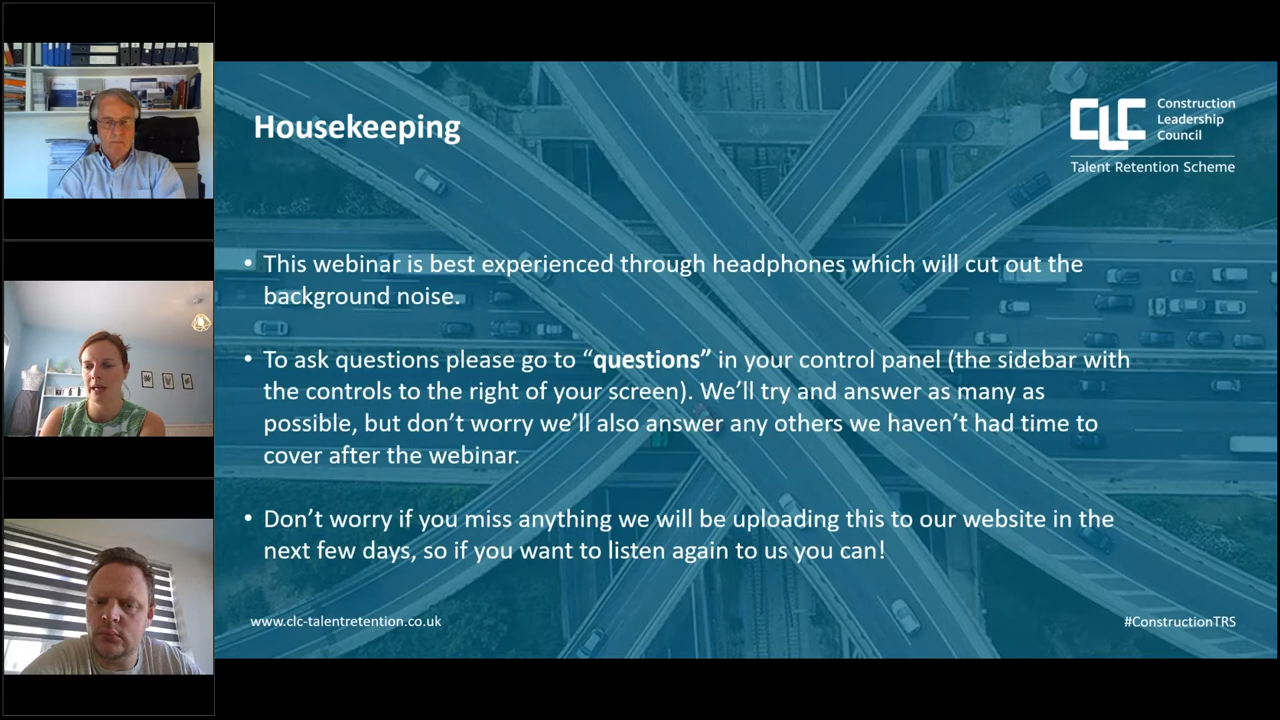 Housekeeping
CLC
Construction
Leadership
Council
Talent Retention Scheme
• This webinar is best experienced through headphones which will cut out the
background noise.
• To ask questions please go to “questions” in your control panel (the sidebar with
the controls to the right of your screen). We’ll try and answer as many as
possible, but don’t worry we’ll also answer any others we haven’t had time to
cover after the webinar.
• Don’t worry if you miss anything we will be uploading this to our website in the
next few days, so if you want to listen again to us you can!
www.clc-talentretention.co.uk
#ConstructionTRS